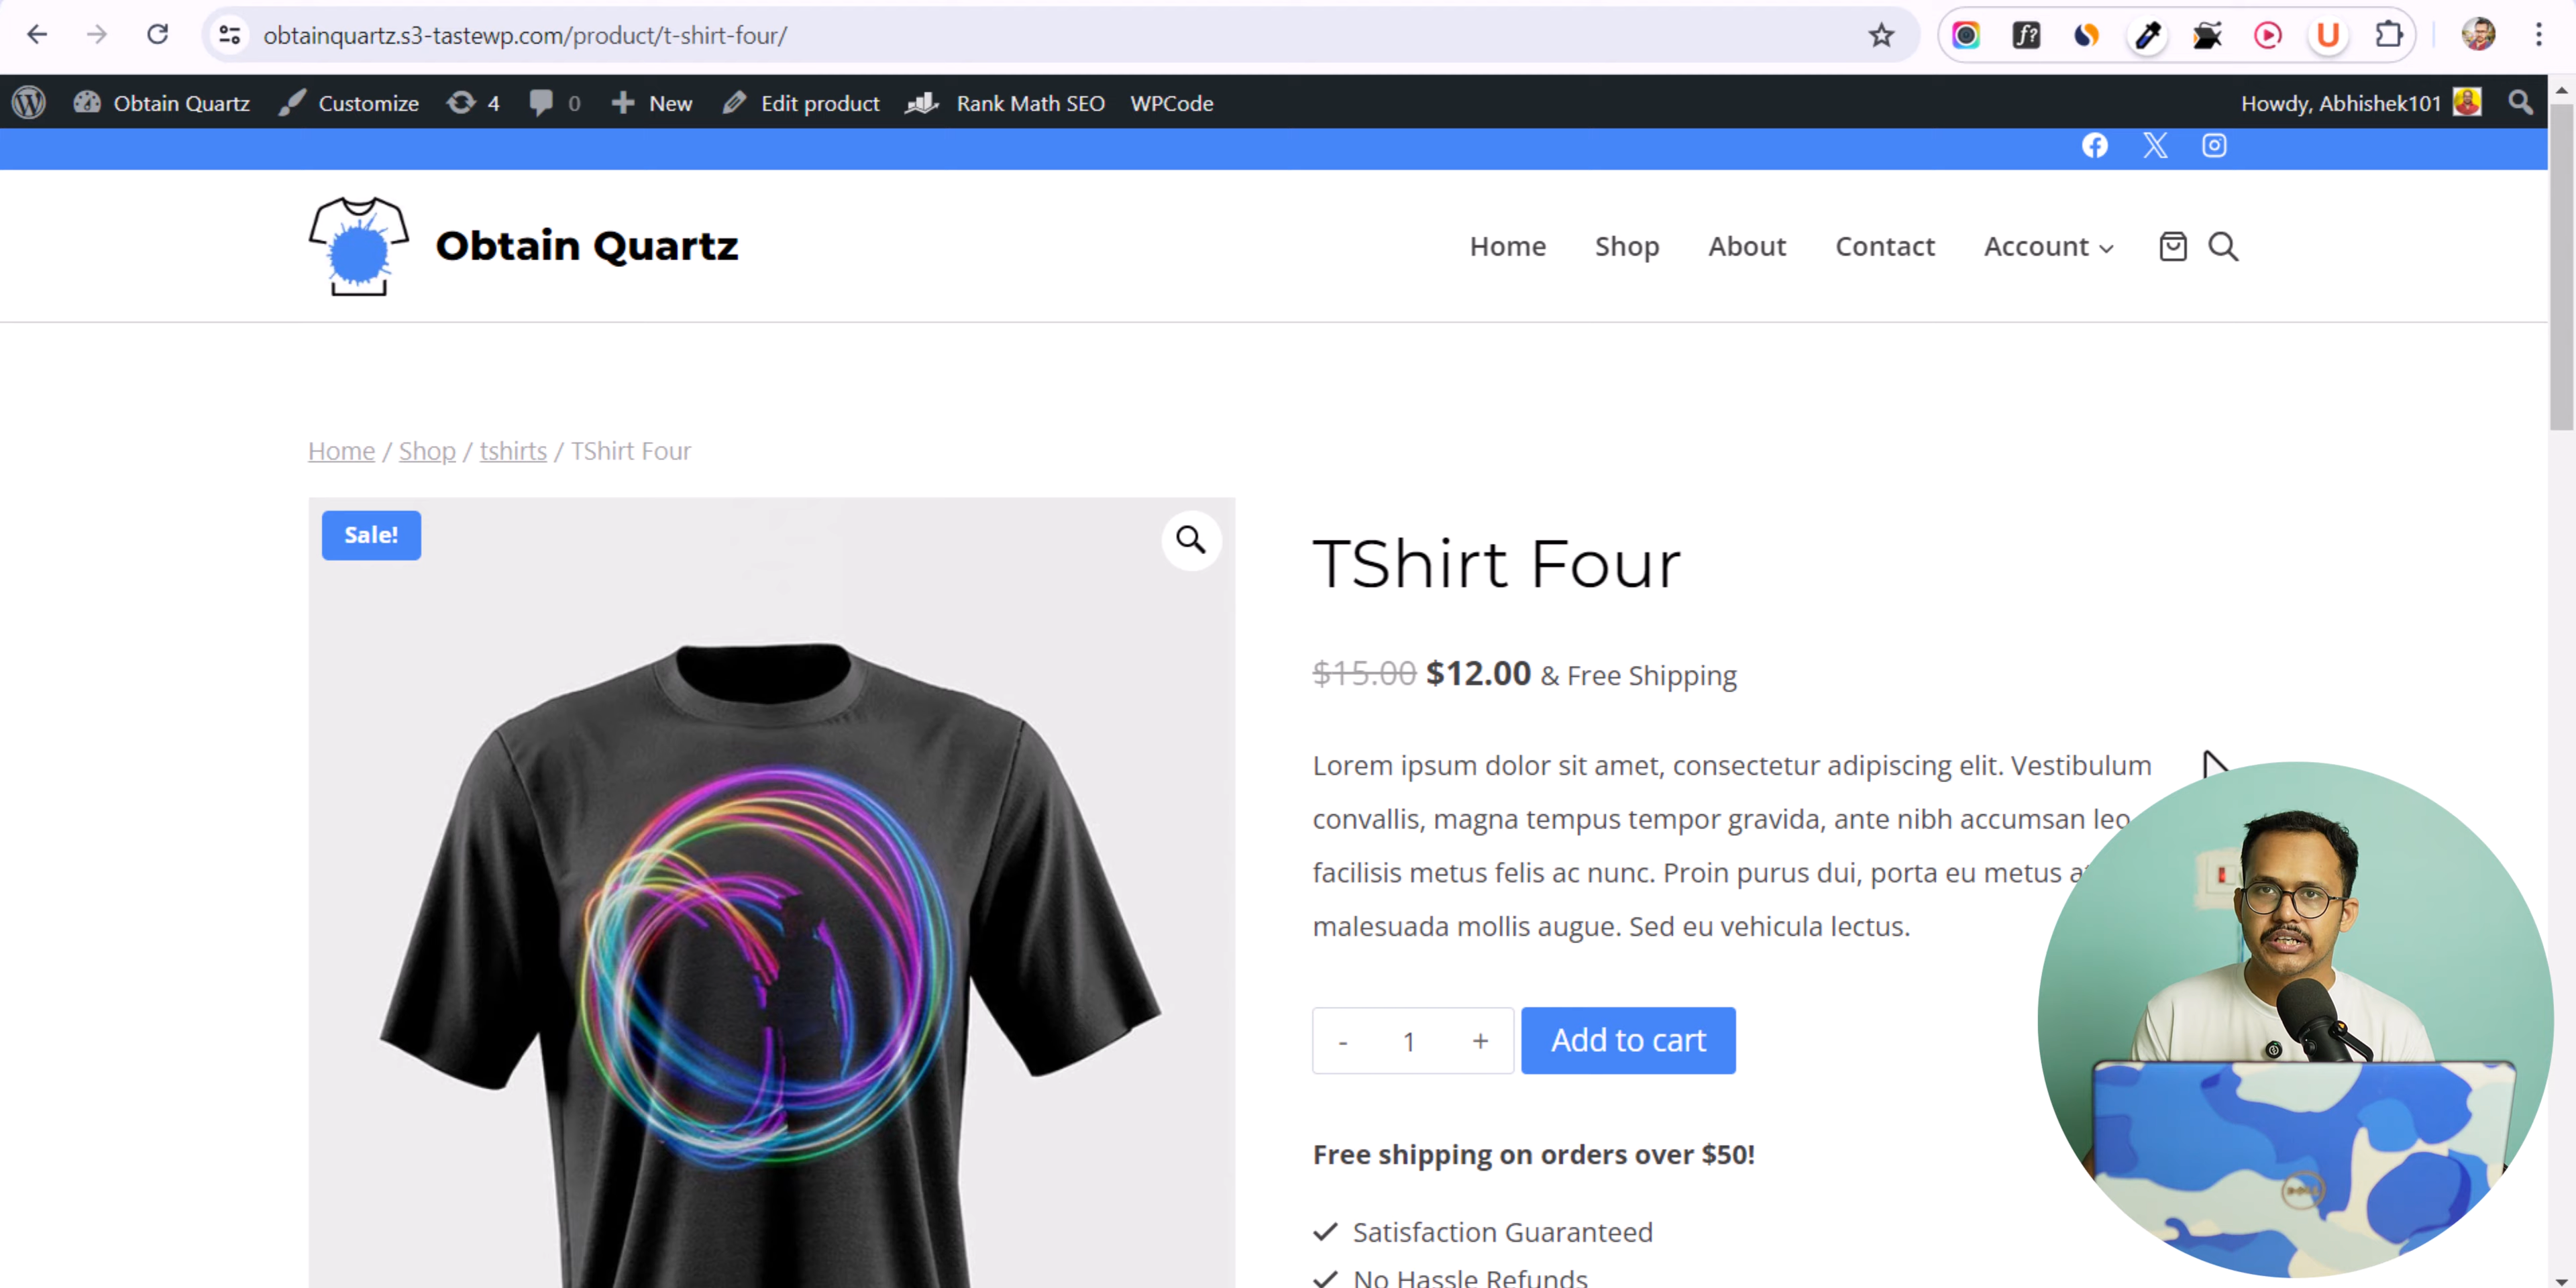 obtainquartz.s3-tastewp.com/product/t-shirt-four/
f?
U
Obtain Quartz
Customize
4
0
New
Edit product
Rank Math SEO
WPCode
Howdy, Abhishek101
Obtain Quartz
Home
Shop
About
Contact
Account
Home / Shop / tshirts / TShirt Four
Sale!
TShirt Four
$15.00 $12.00 & Free Shipping
Lorem ipsum dolor sit amet, consectetur adipiscing elit. Vestibulum
convallis, magna tempus tempor gravida, ante nibh accumsan leo
facilisis metus felis ac nunc. Proin purus dui, porta eu metus
malesuada mollis augue. Sed eu vehicula lectus.
- 1 +
Add to cart
Free shipping on orders over $50!
Satisfaction Guaranteed
No Hassle Refunds
DELL